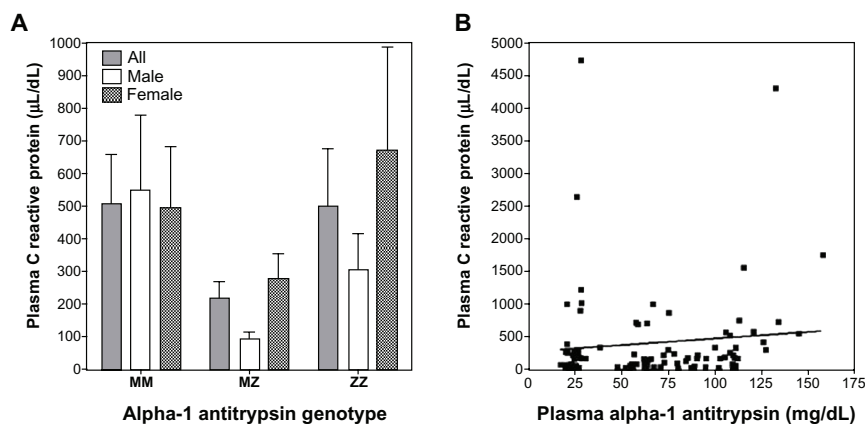 A
Plasma C reactive protein (µL/dL)
1000
900
800
700
600
500
400
300
200
100
0
All
Male
Female
MM
MZ
ZZ
Alpha-1 antitrypsin genotype
B
Plasma C reactive protein (µL/dL)
5000
4500
4000
3500
3000
2500
2000
1500
1000
500
0
0
25
50
75
100
125
150
175
Plasma alpha-1 antitrypsin (mg/dL)